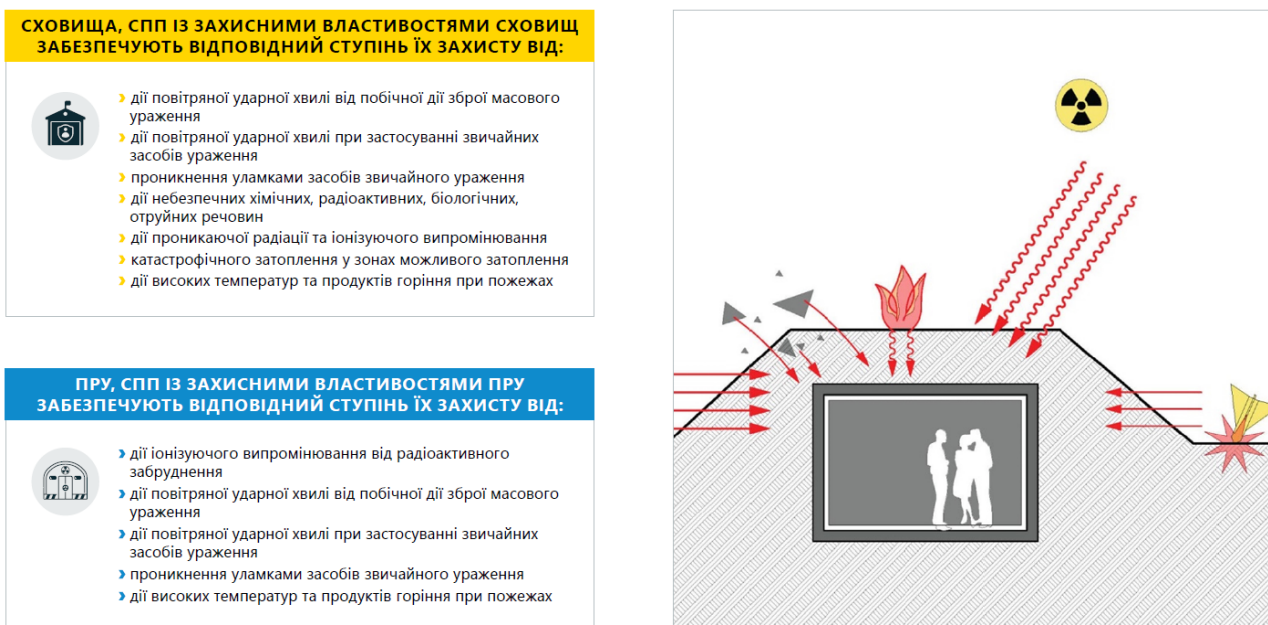 СХОВИЩА, СПП ІЗ ЗАХИСНИМИ ВЛАСТИВОСТЯМИ СХОВИЩ
ЗАБЕЗПЕЧУЮТЬ ВІДПОВІДНИЙ СТУПІНЬ ЇХ ЗАХИСТУ ВІД:
› дії повітряної ударної хвилі від побічної дії зброї масового
ураження
› дії повітряної ударної хвилі при застосуванні звичайних
засобів ураження
› проникнення уламками засобів звичайного ураження
› дії небезпечних хімічних, радіоактивних, біологічних,
отруйних речовин
› дії проникаючої радіації та іонізуючого випромінювання
› катастрофічного затоплення у зонах можливого затоплення
› дії високих температур та продуктів горіння при пожежах
ПРУ, СПП ІЗ ЗАХИСНИМИ ВЛАСТИВОСТЯМИ ПРУ
ЗАБЕЗПЕЧУЮТЬ ВІДПОВІДНИЙ СТУПІНЬ ЇХ ЗАХИСТУ ВІД:
› дії іонізуючого випромінювання від радіоактивного
забруднення
› дії повітряної ударної хвилі від побічної дії зброї масового
ураження
› дії повітряної ударної хвилі при застосуванні звичайних
засобів ураження
› проникнення уламками засобів звичайного ураження
› дії високих температур та продуктів горіння при пожежах